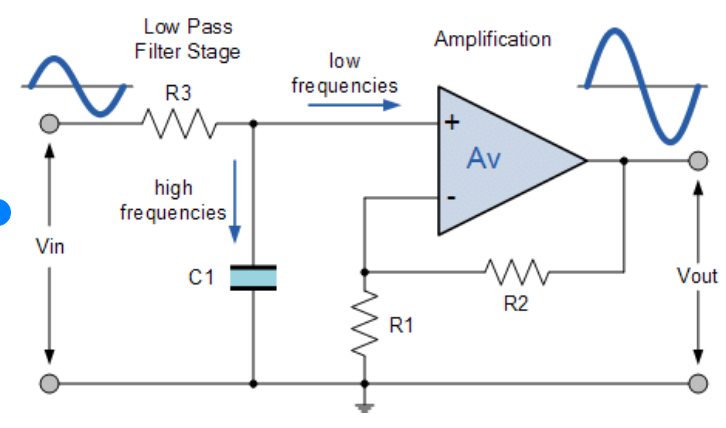 Low Pass
Filter Stage
Amplification
low
frequencies
R3
+
Av
-
high
frequencies
Vin
C1
R1
R2
Vout